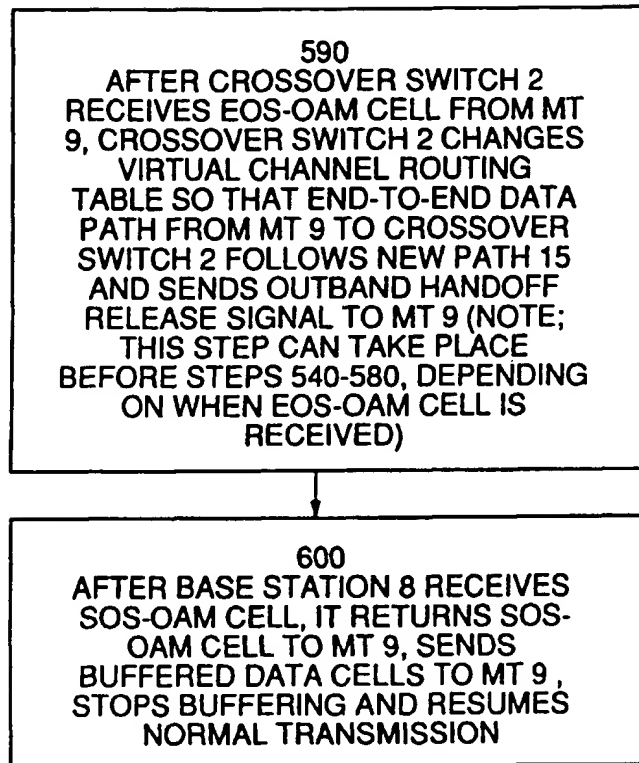 590
AFTER CROSSOVER SWITCH 2
RECEIVES EOS-OAM CELL FROM MT
9, CROSSOVER SWITCH 2 CHANGES
VIRTUAL CHANNEL ROUTING
TABLE SO THAT END-TO-END DATA
PATH FROM MT 9 TO CROSSOVER
SWITCH 2 FOLLOWS NEW PATH 15
AND SENDS OUTBAND HANDOFF
RELEASE SIGNAL TO MT 9 (NOTE;
THIS STEP CAN TAKE PLACE
BEFORE STEPS 540-580, DEPENDING
ON WHEN EOS-OAM CELL IS
RECEIVED)
600
AFTER BASE STATION 8 RECEIVES
SOS-OAM CELL, IT RETURNS SOS-
OAM CELL TO MT 9, SENDS
BUFFERED DATA CELLS TO MT 9 ,
STOPS BUFFERING AND RESUMES
NORMAL TRANSMISSION